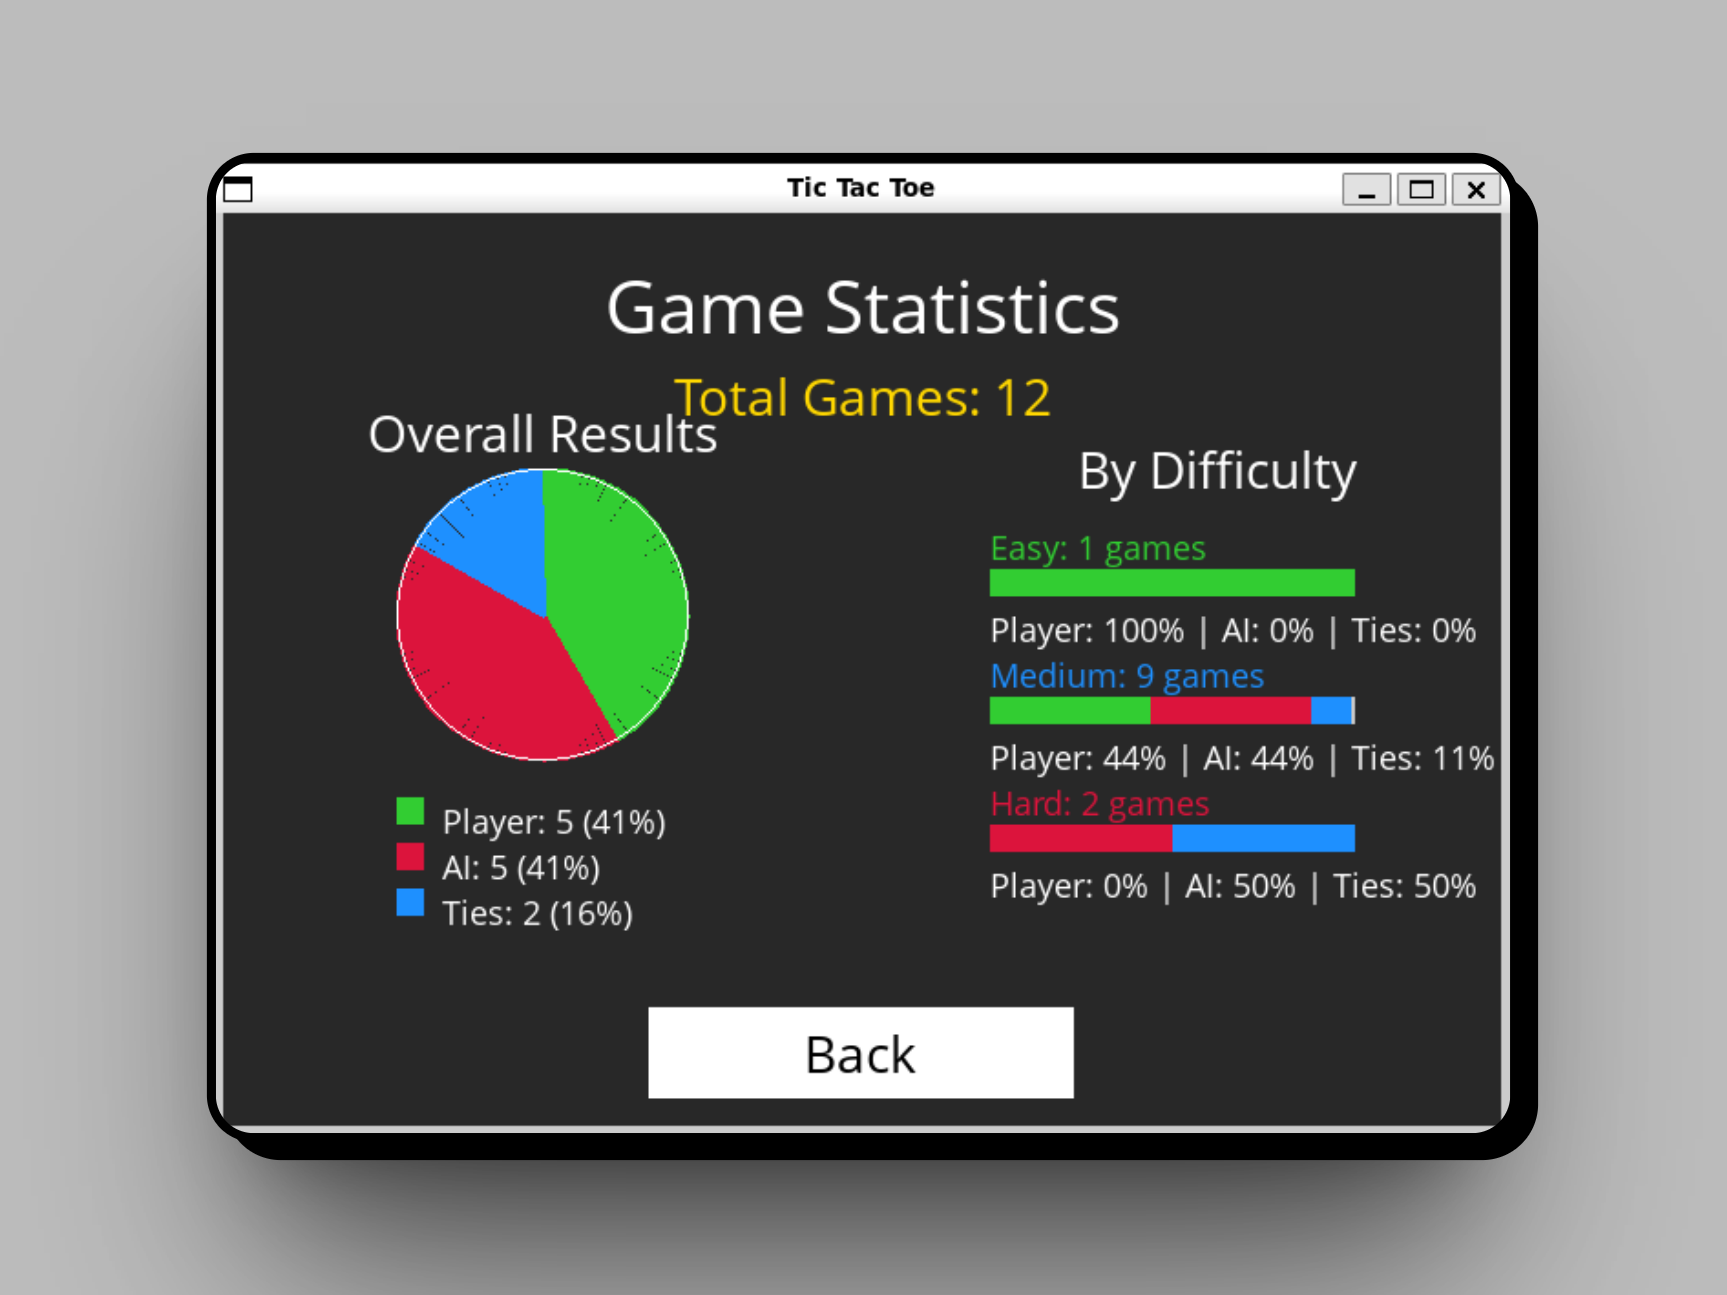 Tic Tac Toe
Game Statistics
Total Games: 12
Overall Results
Player: 5 (41%)
AI: 5 (41%)
Ties: 2 (16%)
By Difficulty
Easy: 1 games
Player: 100% | AI: 0% | Ties: 0%
Medium: 9 games
Player: 44% | AI: 44% | Ties: 11%
Hard: 2 games
Player: 0% | AI: 50% | Ties: 50%
Back